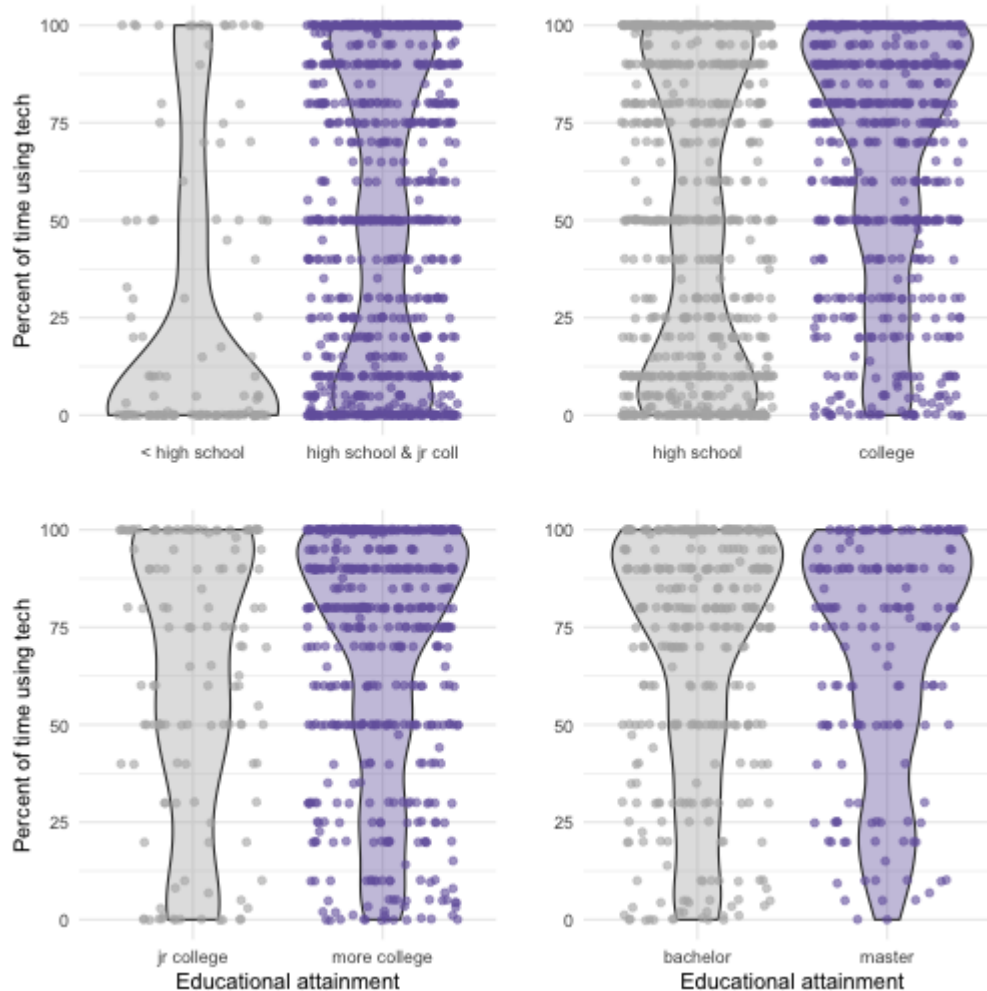 Percent of time using tech
100
75
50
25
0
< high school
high school & jr coll
100
75
50
25
0
high school
college
Percent of time using tech
100
75
50
25
0
jr college
more college
Educational attainment
100
75
50
25
0
bachelor
master
Educational attainment